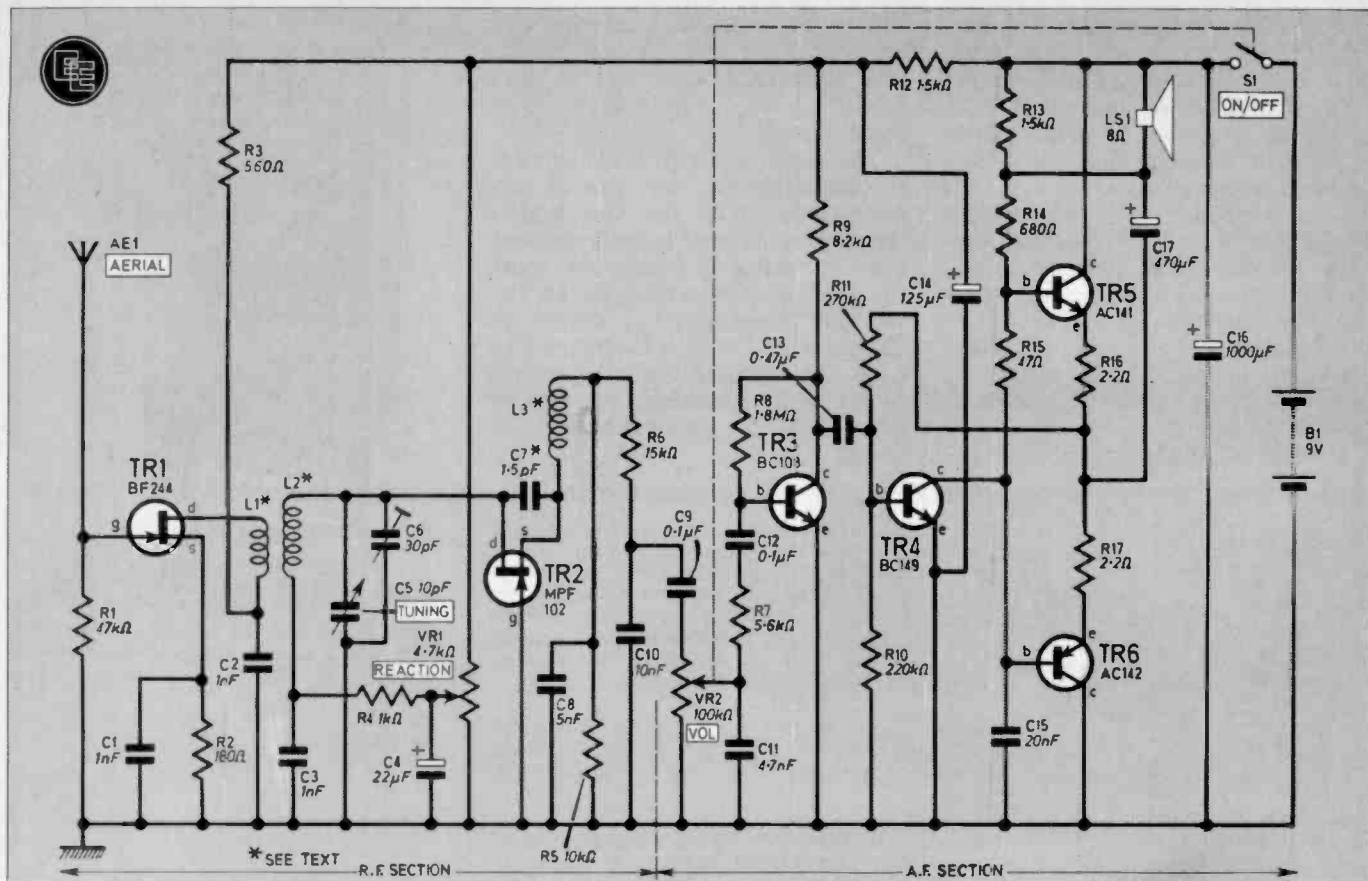 AE1
AERIAL
R1
47kΩ
TR1
BF244
g
d
s
C1
1nF
R2
180Ω
R3
560Ω
L1*
L2*
C2
1nF
C3
1nF
R4 1kΩ
C4
22µF
C6
30pF
C5 10pF
TUNING
VR1
4.7kΩ
REACTION
C7*
1.5pF
L3*
d
s
g
TR2
MPF
102
R6
15kΩ
C8
5nF
R5 10kΩ
C10
10nF
C9
0.1µF
VR2
100kΩ
VOL
R8
1.8MΩ
TR3
BC108
b
c
e
C12
0.1µF
R7
5.6kΩ
C11
4.7nF
R9
8.2kΩ
C13
0.47µF
R11
270kΩ
R10
220kΩ
TR4
BC149
b
c
e
C14
125µF
R12 1.5kΩ
R13
1.5kΩ
R14
680Ω
R15
47Ω
LS1
8Ω
C17
470µF
TR5
AC141
b
c
e
R16
2.2Ω
R17
2.2Ω
TR6
AC142
b
e
c
C15
20nF
C16
1000µF
S1
ON/OFF
B1
9V
*SEE TEXT
R.F. SECTION
A.F. SECTION